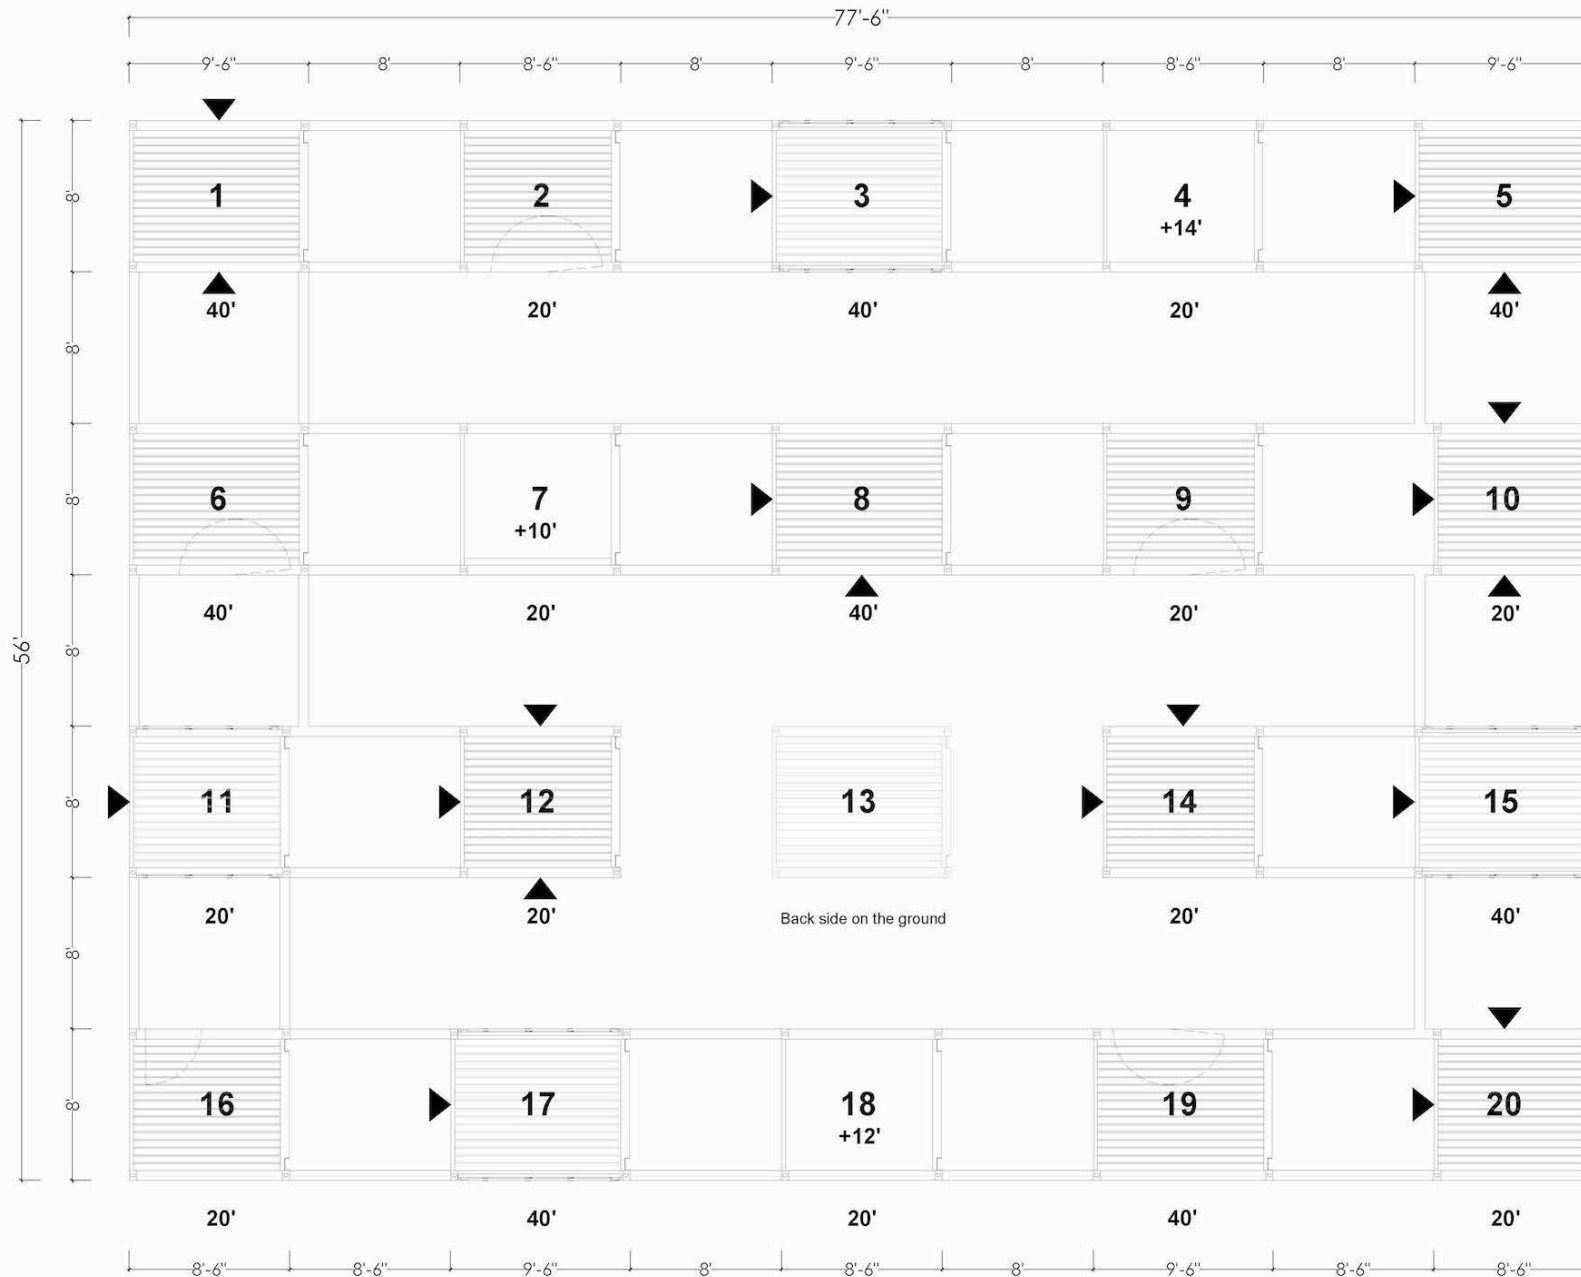 77'-6"
9'-6" 8' 8'-6" 8' 9'-6" 8' 8'-6" 8' 9'-6"
8' 1 2 3 4 5
+14'
40' 20' 40' 20' 40'
8'
8' 6 7 8 9 10
+10'
40' 20' 40' 20' 20'
56' 8'
8' 11 12 13 14 15
20' 20' Back side on the ground 20' 40'
8'
8' 16 17 18 19 20
+12'
20' 40' 20' 40' 20'
8'-6" 8'-6" 9'-6" 8' 8'-6" 8' 9'-6" 8'-6" 8'-6"